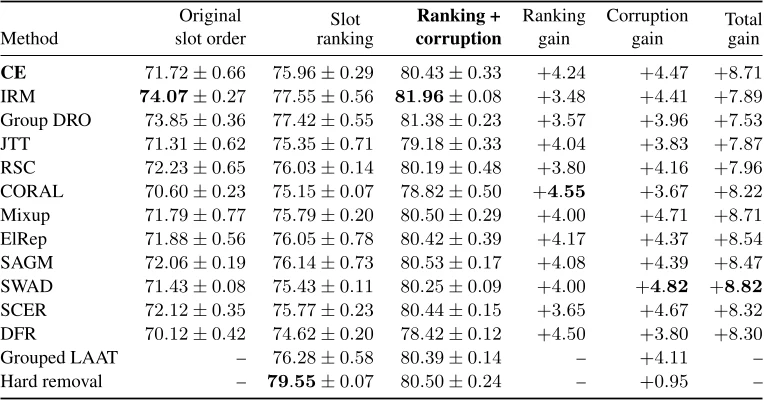 Method Original slot order Slot ranking Ranking + corruption Ranking gain Corruption gain Total gain
CE 71.72 ± 0.66 75.96 ± 0.29 80.43 ± 0.33 +4.24 +4.47 +8.71
IRM 74.07 ± 0.27 77.55 ± 0.56 81.96 ± 0.08 +3.48 +4.41 +7.89
Group DRO 73.85 ± 0.36 77.42 ± 0.55 81.38 ± 0.23 +3.57 +3.96 +7.53
JTT 71.31 ± 0.62 75.35 ± 0.71 79.18 ± 0.33 +4.04 +3.83 +7.87
RSC 72.23 ± 0.65 76.03 ± 0.14 80.19 ± 0.48 +3.80 +4.16 +7.96
CORAL 70.60 ± 0.23 75.15 ± 0.07 78.82 ± 0.50 +4.55 +3.67 +8.22
Mixup 71.79 ± 0.77 75.79 ± 0.20 80.50 ± 0.29 +4.00 +4.71 +8.71
ElRep 71.88 ± 0.56 76.05 ± 0.78 80.42 ± 0.39 +4.17 +4.37 +8.54
SAGM 72.06 ± 0.19 76.14 ± 0.73 80.53 ± 0.17 +4.08 +4.39 +8.47
SWAD 71.43 ± 0.08 75.43 ± 0.11 80.25 ± 0.09 +4.00 +4.82 +8.82
SCER 72.12 ± 0.35 75.77 ± 0.23 80.44 ± 0.15 +3.65 +4.67 +8.32
DFR 70.12 ± 0.42 74.62 ± 0.20 78.42 ± 0.12 +4.50 +3.80 +8.30
Grouped LAAT – 76.28 ± 0.58 80.39 ± 0.14 – +4.11 –
Hard removal – 79.55 ± 0.07 80.50 ± 0.24 – +0.95 –